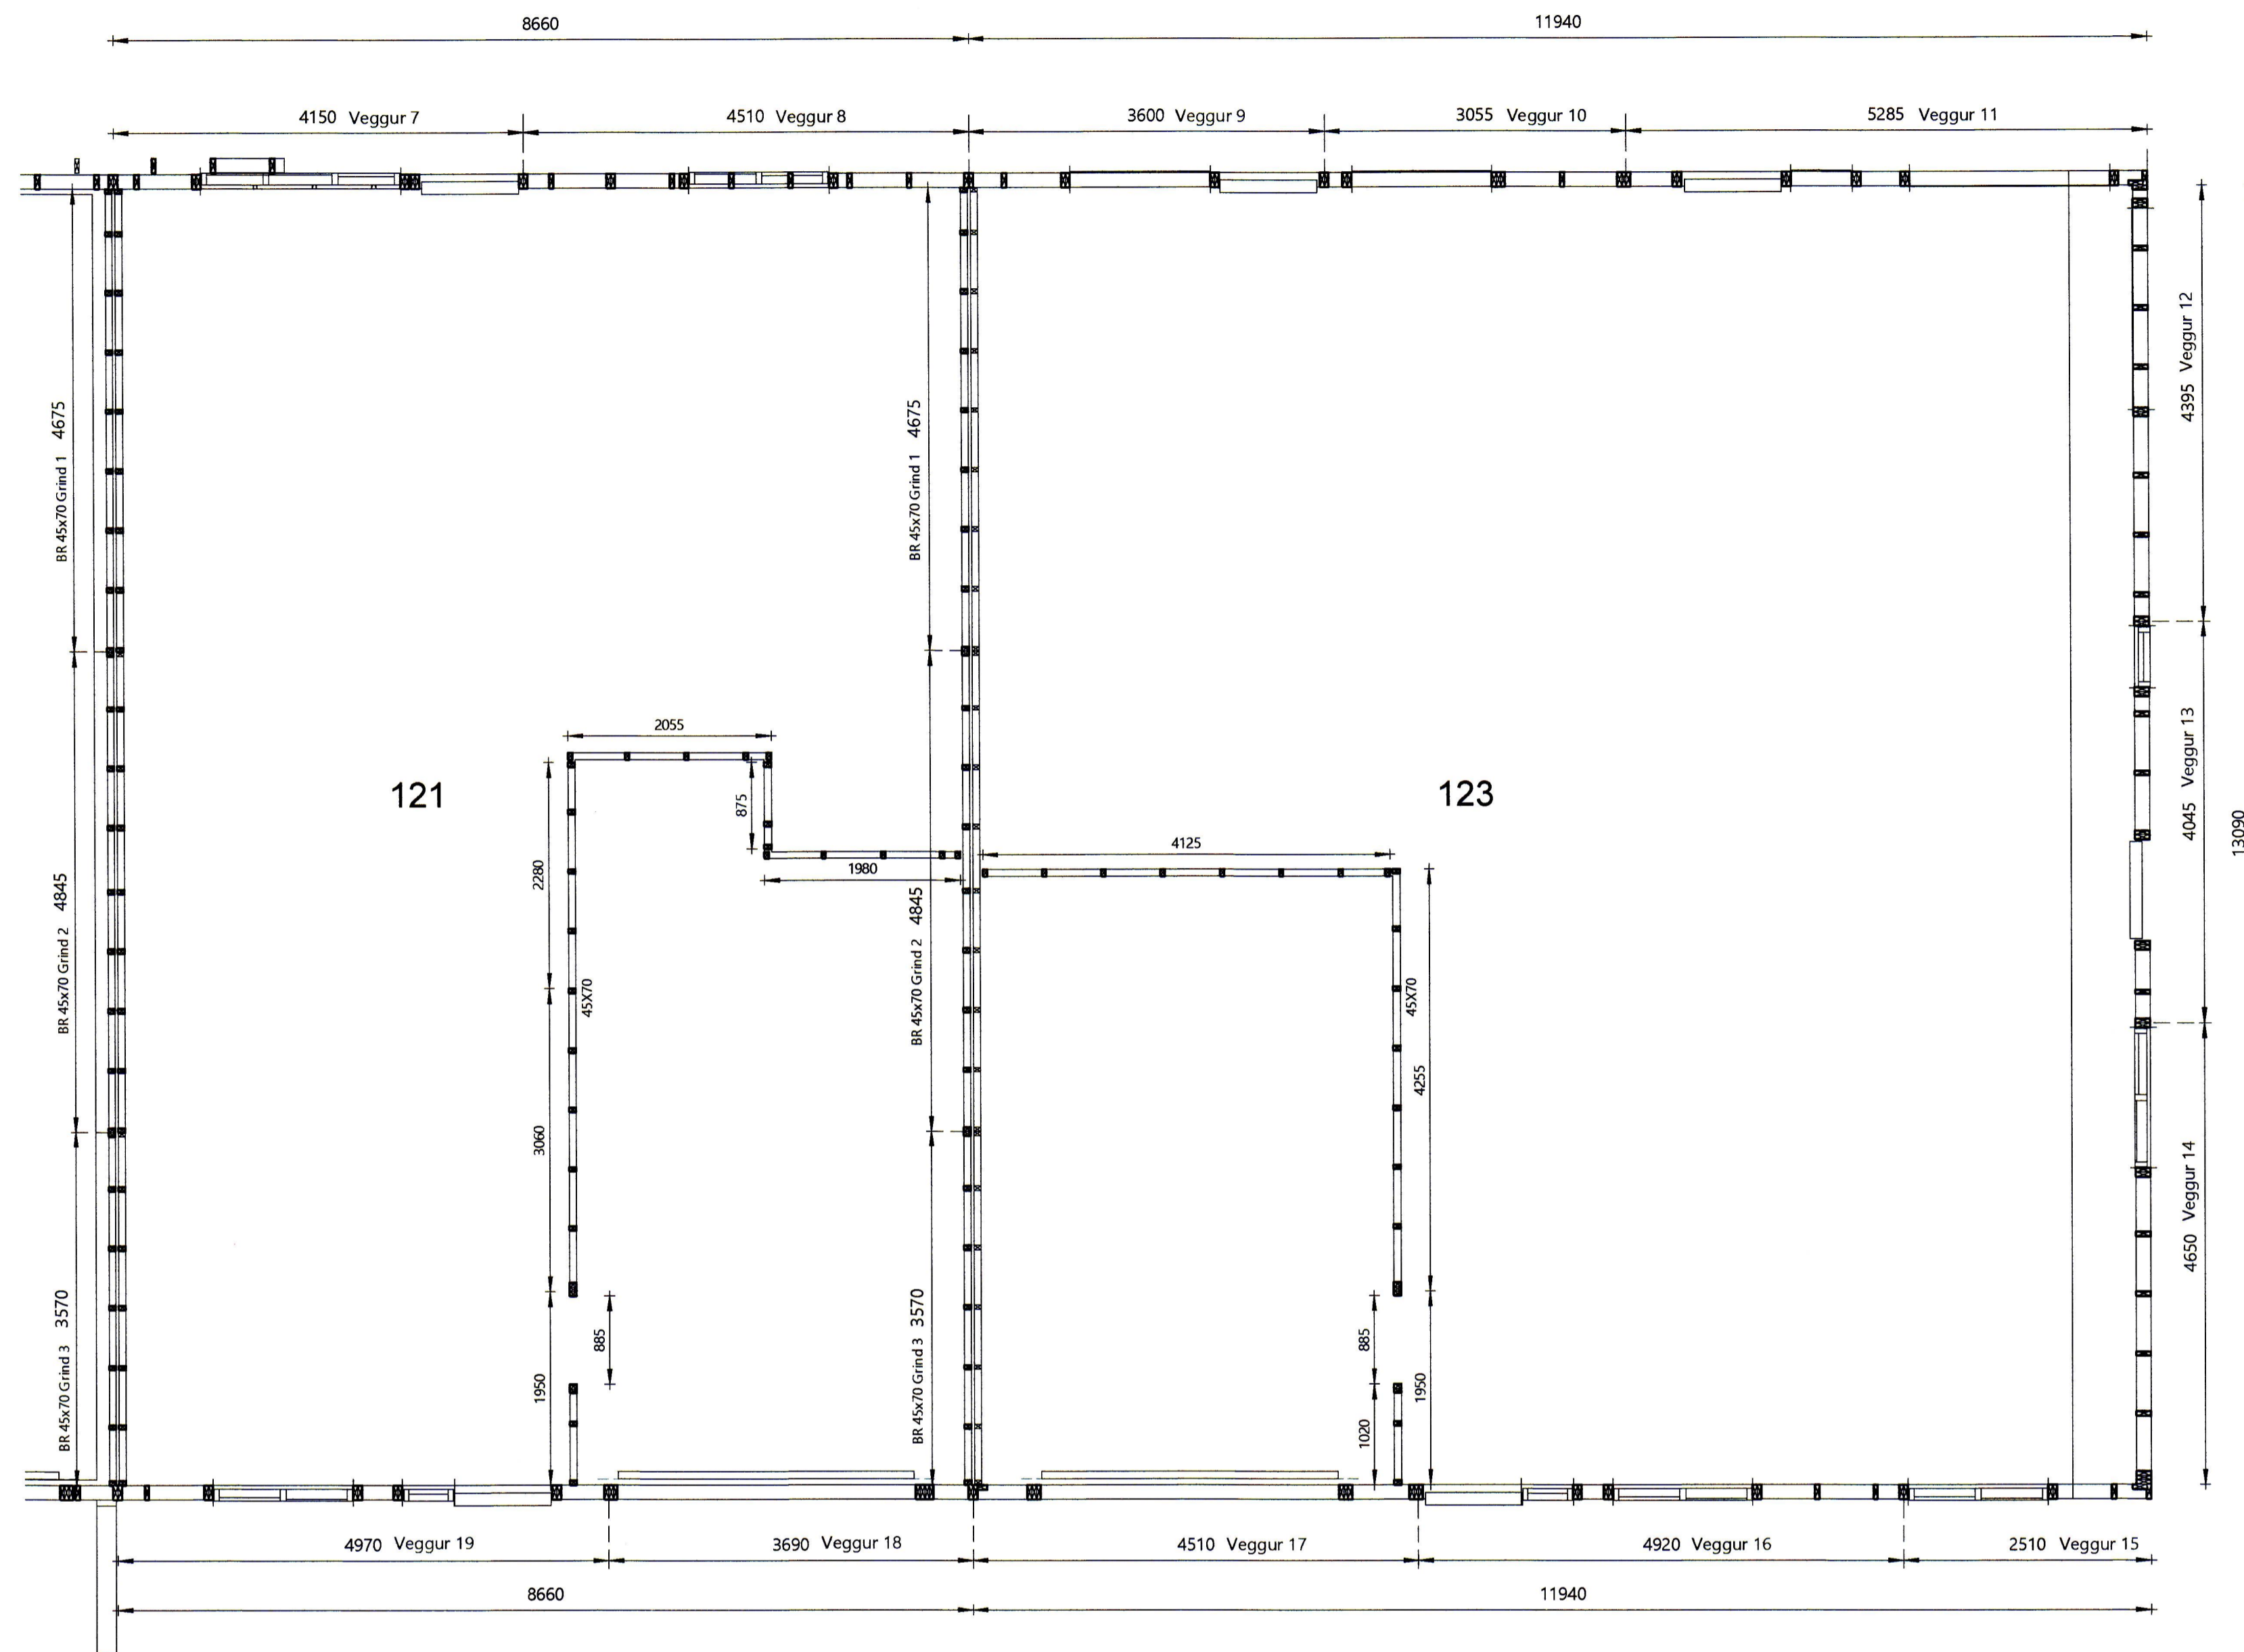 8660
11940
4150 Veggur 7
4510 Veggur 8
3600 Veggur 9
3055 Veggur 10
5285 Veggur 11
BR 45x70 Grind 1 4675
BR 45x70 Grind 1 4675
4395 Veggur 12
2055
121
875
123
4045 Veggur 13
13090
4125
2280
1980
BR 45x70 Grind 2 4845
45X70
BR 45x70 Grind 2 4845
45X70
4255
3060
4650 Veggur 14
BR 45x70 Grind 3 3570
885
1950
BR 45x70 Grind 3 3570
885
1950
1020
4970 Veggur 19
3690 Veggur 18
4510 Veggur 17
4920 Veggur 16
2510 Veggur 15
8660
11940